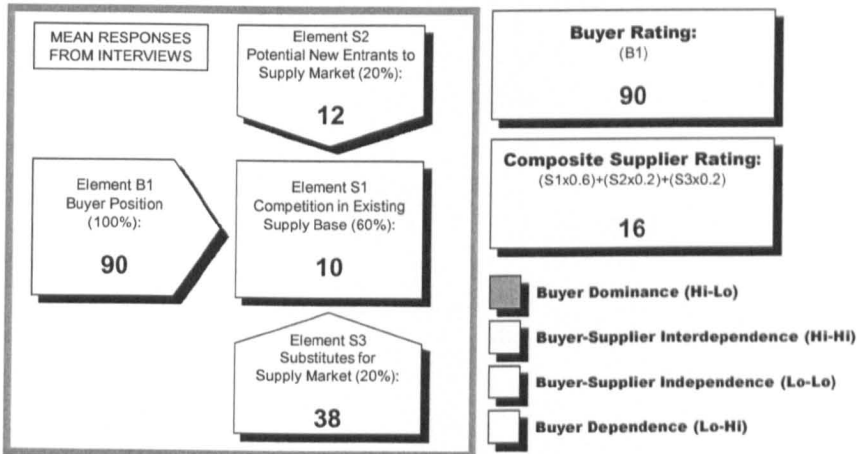 MEAN RESPONSES
FROM INTERVIEWS
Element S2
Potential New Entrants to
Supply Market (20%):
12
Element B1
Buyer Position
(100%):
90
Element S1
Competition in Existing
Supply Base (60%):
10
Element S3
Substitutes for
Supply Market (20%):
38
Buyer Rating:
(B1)
90
Composite Supplier Rating:
(S1x0.6)+(S2x0.2)+(S3x0.2)
16
Buyer Dominance (Hi-Lo)
Buyer-Supplier Interdependence (Hi-Hi)
Buyer-Supplier Independence (Lo-Lo)
Buyer Dependence (Lo-Hi)